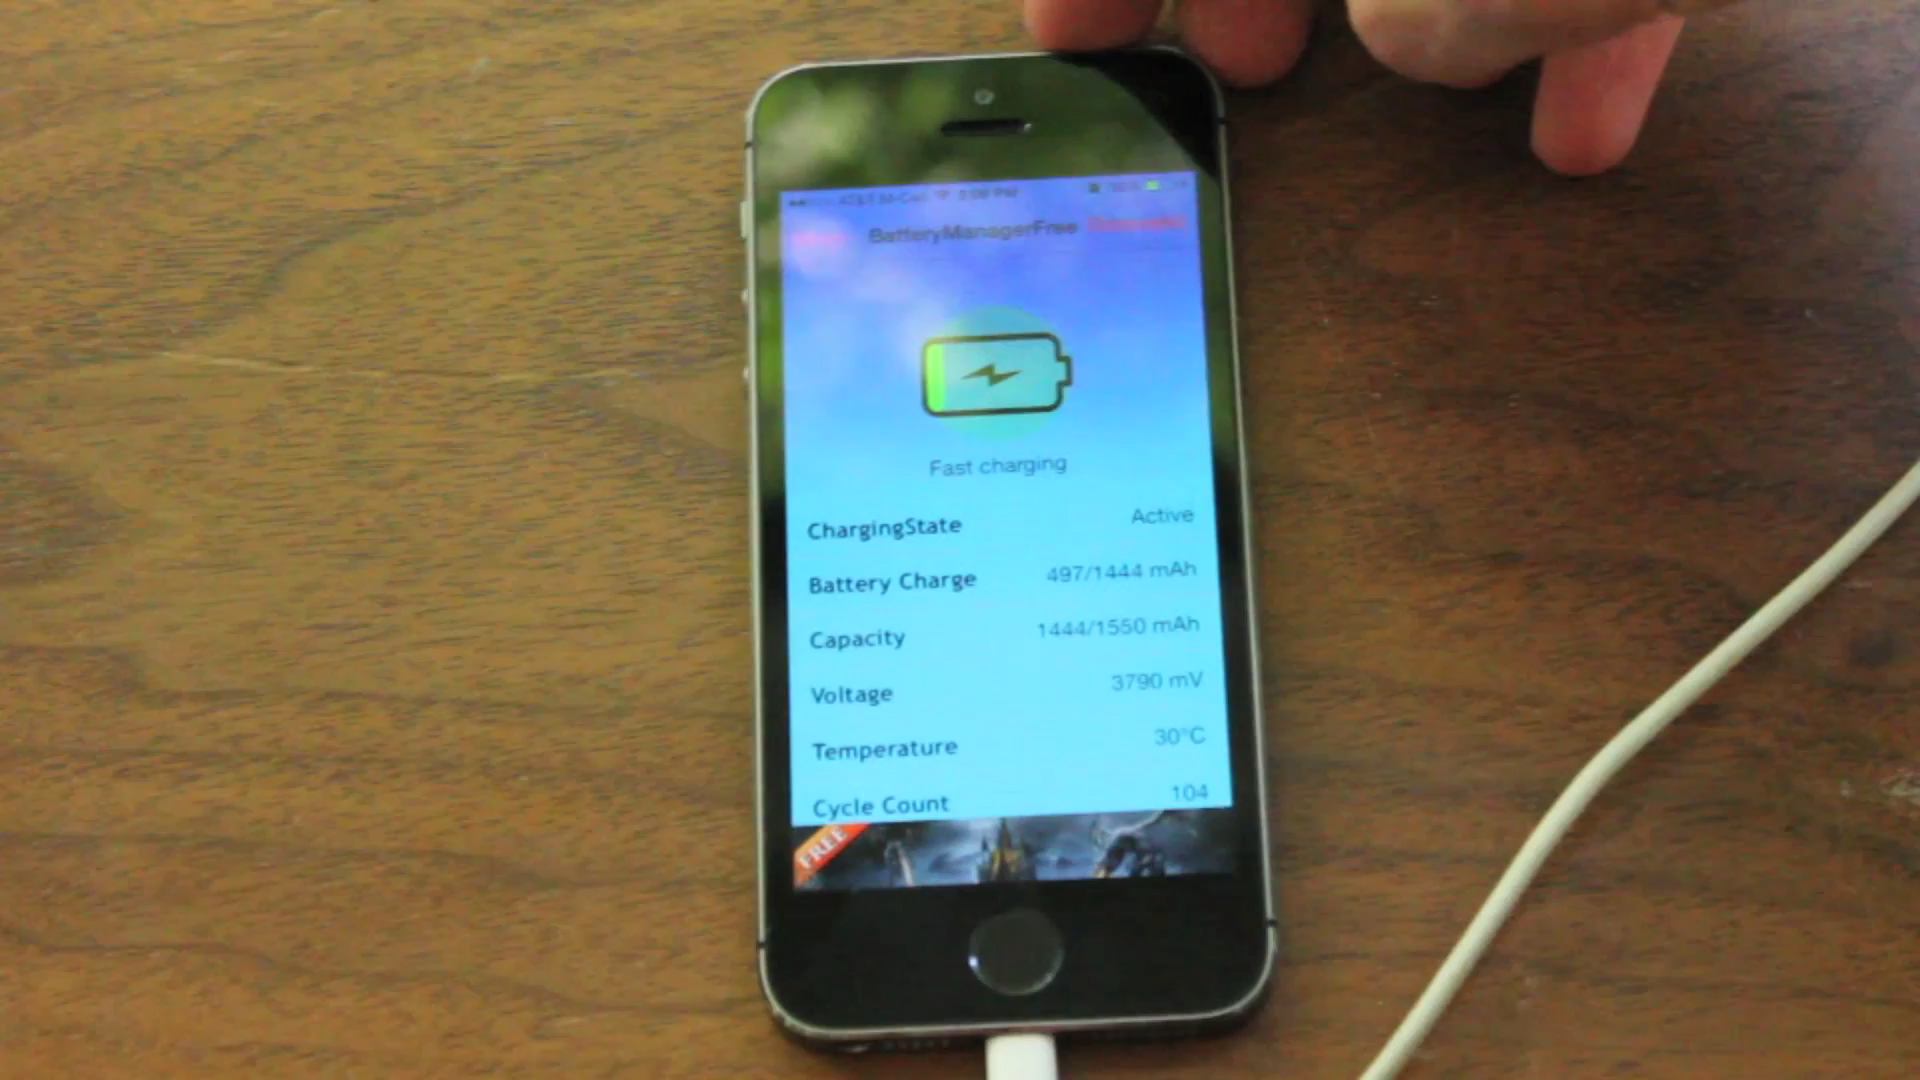 BatteryManagerFree
Fast charging
ChargingState Active
Battery Charge 497/1444 mAh
Capacity 1444/1550 mAh
Voltage 3790 mV
Temperature 30°C
Cycle Count 104
FREE